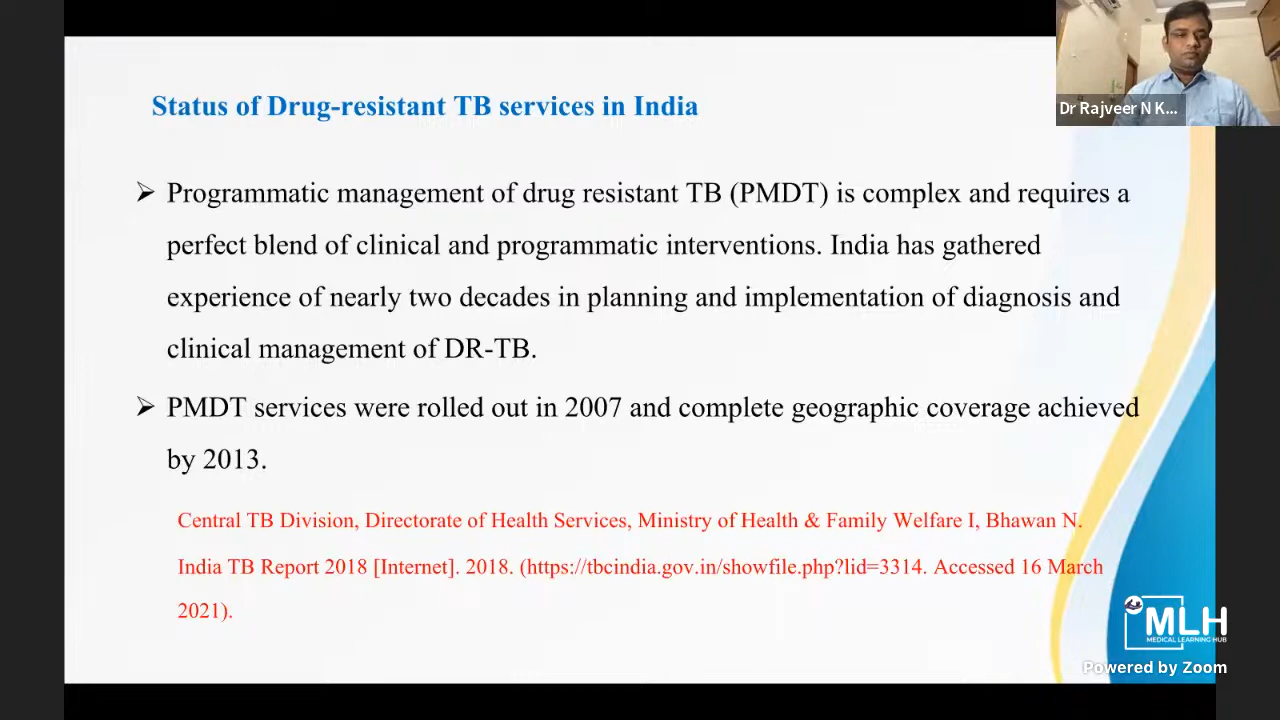 Status of Drug-resistant TB services in India
Dr Rajveer N K...
➢ Programmatic management of drug resistant TB (PMDT) is complex and requires a
perfect blend of clinical and programmatic interventions. India has gathered
experience of nearly two decades in planning and implementation of diagnosis and
clinical management of DR-TB.
➢ PMDT services were rolled out in 2007 and complete geographic coverage achieved
by 2013.
Central TB Division, Directorate of Health Services, Ministry of Health & Family Welfare I, Bhawan N.
India TB Report 2018 [Internet]. 2018. (https://tbcindia.gov.in/showfile.php?lid=3314. Accessed 16 March
2021).
MLH
MEDICAL LEARNING HUB
Powered by Zoom